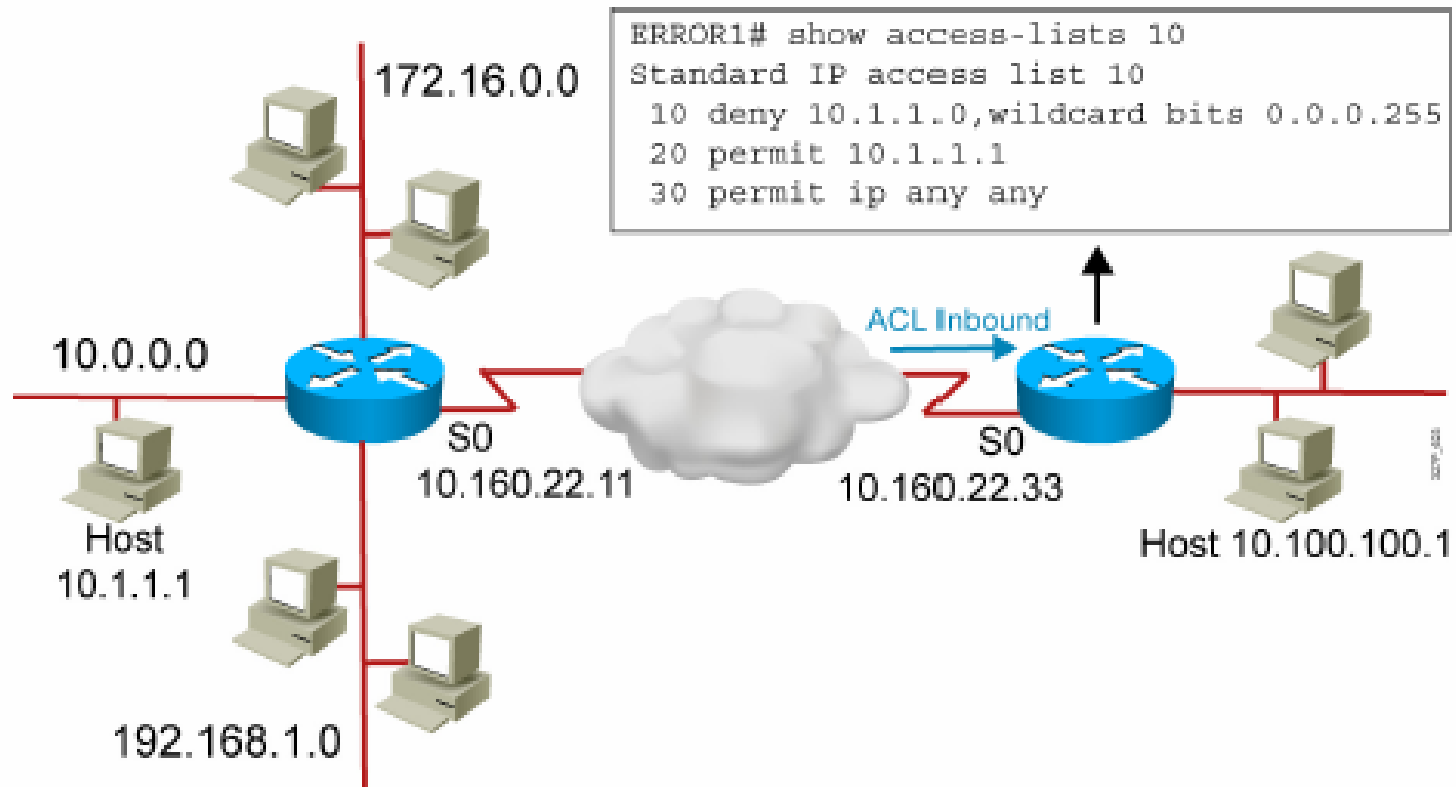 ERROR1# show access-lists 10
Standard IP access list 10
10 deny 10.1.1.0,wildcard bits 0.0.0.255
20 permit 10.1.1.1
30 permit ip any any
172.16.0.0
10.0.0.0
ACL Inbound
S0
10.160.22.11
S0
10.160.22.33
Host
10.1.1.1
Host 10.100.100.1
192.168.1.0